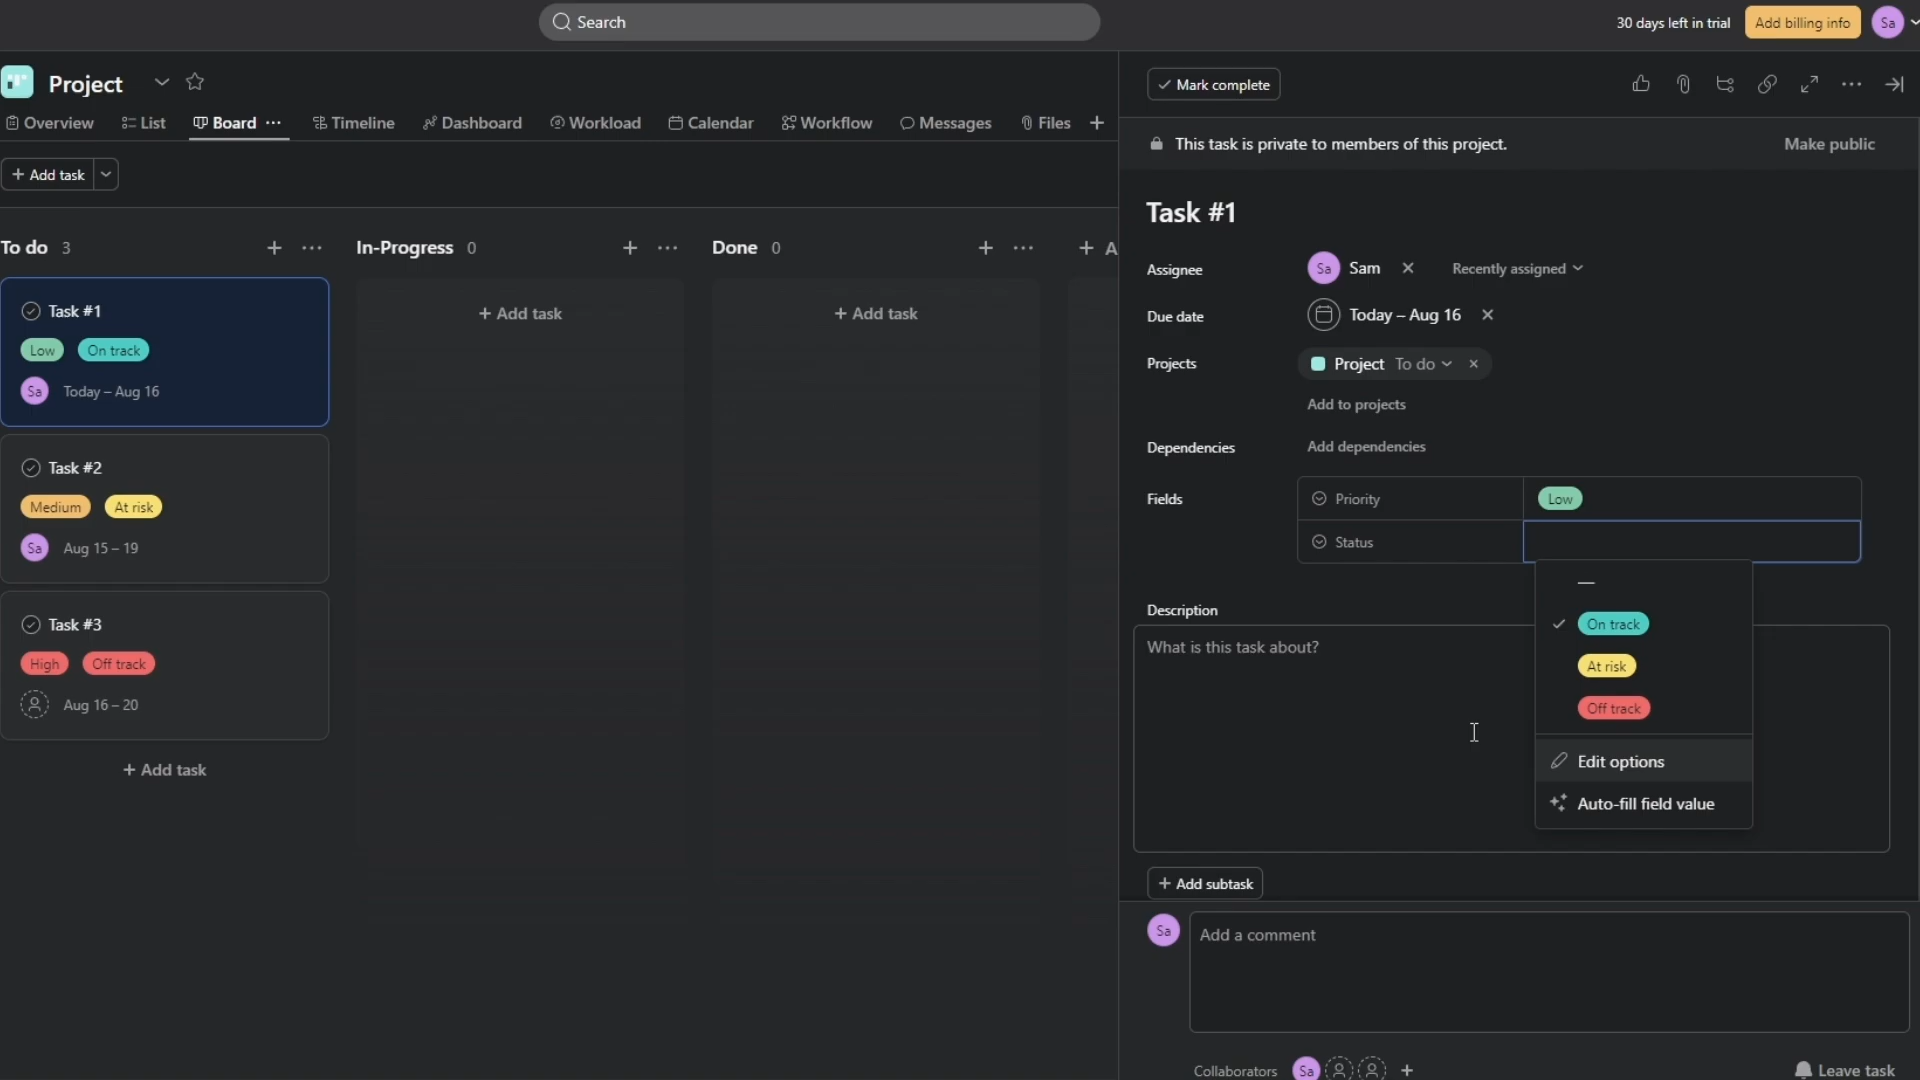 Search
30 days left in trial
Add billing info
Sa
Project
Overview
List
Board
Timeline
Dashboard
Workload
Calendar
Workflow
Messages
Files
+
+ Add task
To do 3
In-Progress 0
Done 0
+ A
Task #1
Low On track
Sa Today – Aug 16
Task #2
Medium At risk
Sa Aug 15 – 19
Task #3
High Off track
Aug 16 – 20
+ Add task
+ Add task
+ Add task
Mark complete
This task is private to members of this project.
Make public
Task #1
Assignee
Sa Sam
Recently assigned
Due date
Today – Aug 16
Projects
Project To do
Add to projects
Dependencies
Add dependencies
Fields
Priority
Low
Status
—
On track
At risk
Off track
Edit options
Auto-fill field value
Description
What is this task about?
+ Add subtask
Sa
Add a comment
Collaborators
Sa
+
Leave task